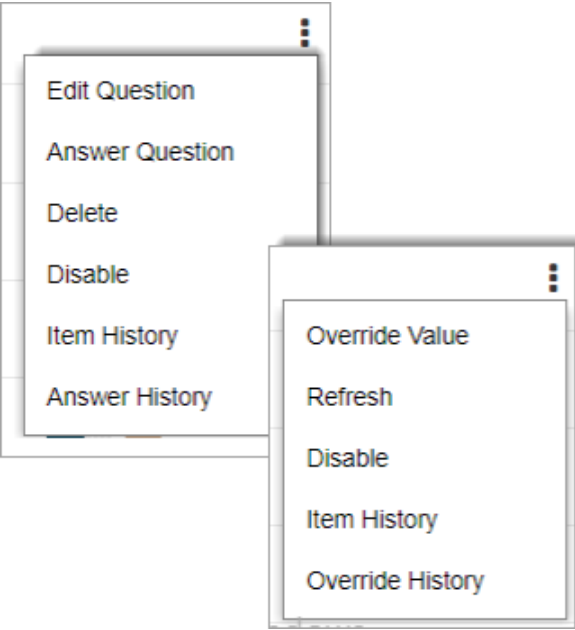 Edit Question
Answer Question
Delete
Disable
Item History
Answer History
Override Value
Refresh
Disable
Item History
Override History